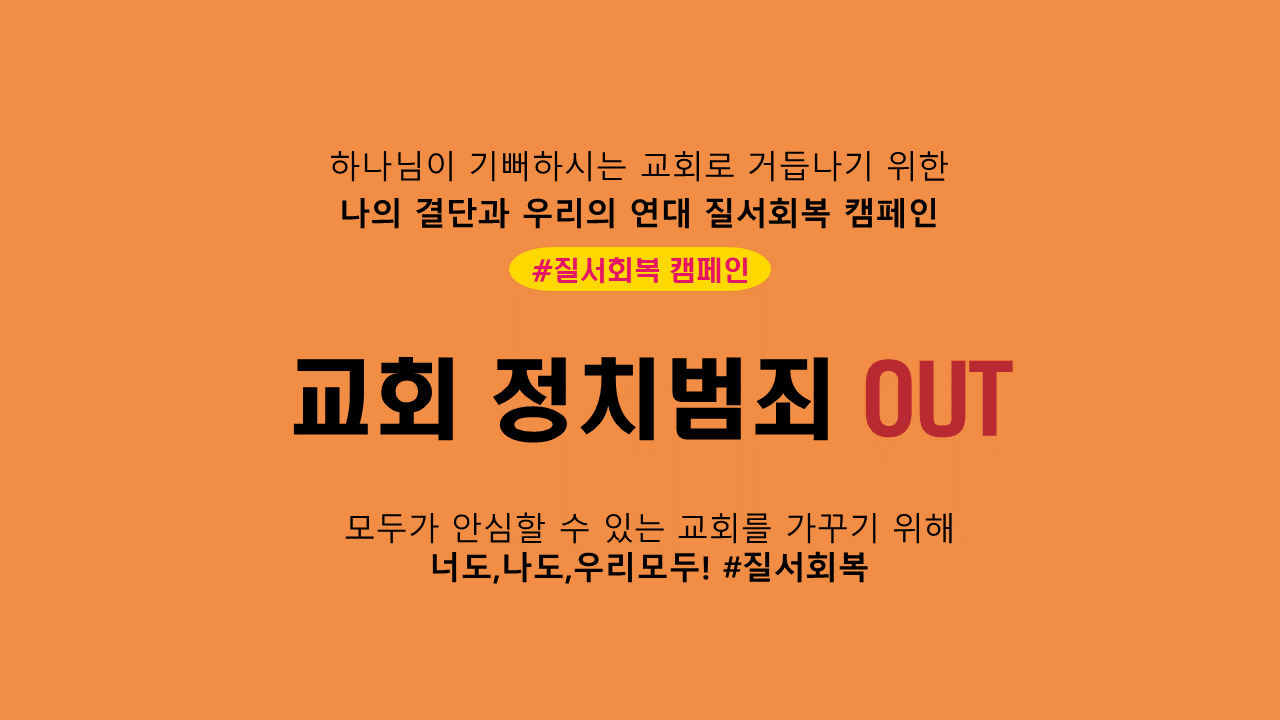 하나님이 기뻐하시는 교회로 거듭나기 위한
나의 결단과 우리의 연대 질서회복 캠페인
#질서회복 캠페인
교회 정치범죄 OUT
모두가 안심할 수 있는 교회를 가꾸기 위해
너도,나도,우리모두! #질서회복